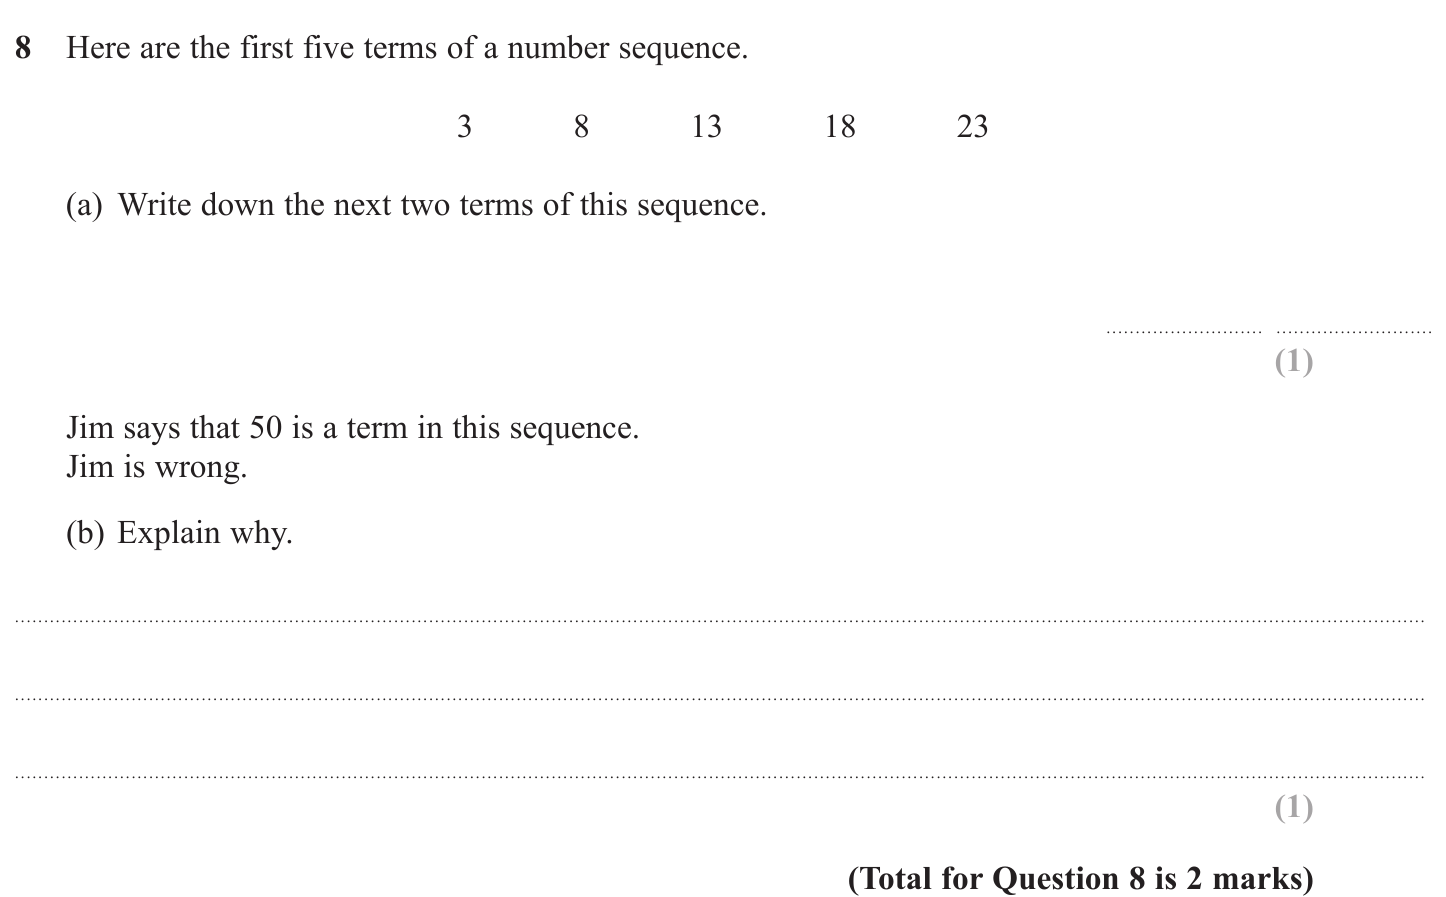 8 Here are the first five terms of a number sequence.
3 8 13 18 23
(a) Write down the next two terms of this sequence.
(1)
Jim says that 50 is a term in this sequence.
Jim is wrong.
(b) Explain why.
(1)
(Total for Question 8 is 2 marks)